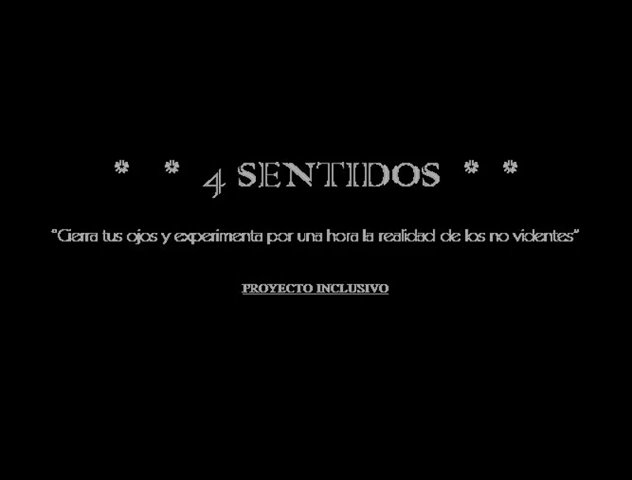 * * 4 SENTIDOS * *
"Cierra tus ojos y experimenta por una hora la realidad de los no videntes"
PROYECTO INCLUSIVO